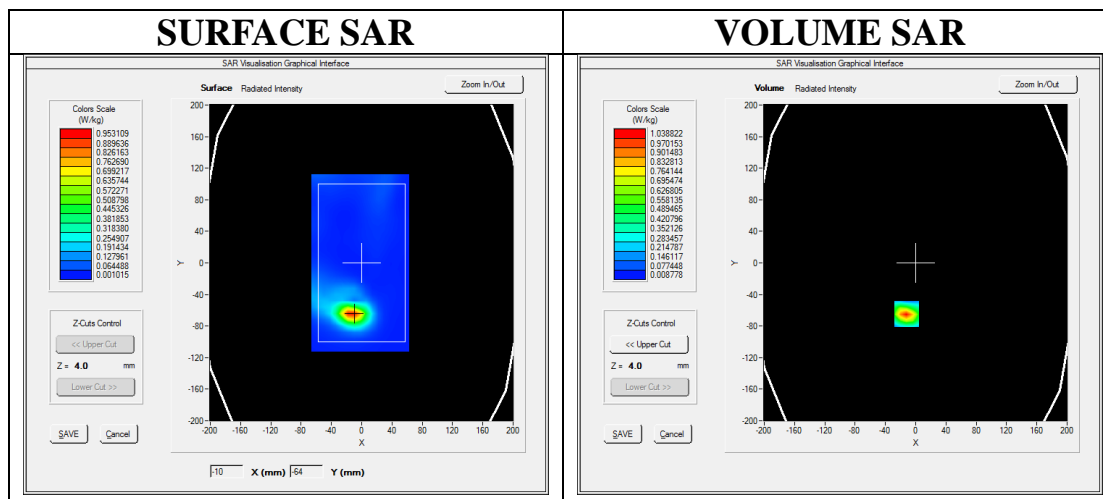 SURFACE SAR
SAR Visualisation Graphical Interface
Surface Radiated Intensity
Zoom In/Out
Colors Scale
(W/kg)
0.953109
0.889636
0.826163
0.762690
0.699217
0.635744
0.572271
0.508798
0.445326
0.381853
0.318380
0.254907
0.191434
0.127961
0.064488
0.001015
Z-Cuts Control
<< Upper Cut
Z = 4.0 mm
Lower Cut >>
SAVE Cancel
200
160
120
80
40
0
-40
-80
-120
-160
-200
Y
-200 -160 -120 -80 -40 0 40 80 120 160 200
X
-10 X (mm) -64 Y (mm)
VOLUME SAR
SAR Visualisation Graphical Interface
Volume Radiated Intensity
Zoom In/Out
Colors Scale
(W/kg)
1.038822
0.970153
0.901483
0.832813
0.764144
0.695474
0.626805
0.558135
0.489465
0.420796
0.352126
0.283457
0.214787
0.146117
0.077448
0.008778
Z-Cuts Control
<< Upper Cut
Z = 4.0 mm
Lower Cut >>
SAVE Cancel
200
160
120
80
40
0
-40
-80
-120
-160
-200
Y
-200 -160 -120 -80 -40 0 40 80 120 160 200
X